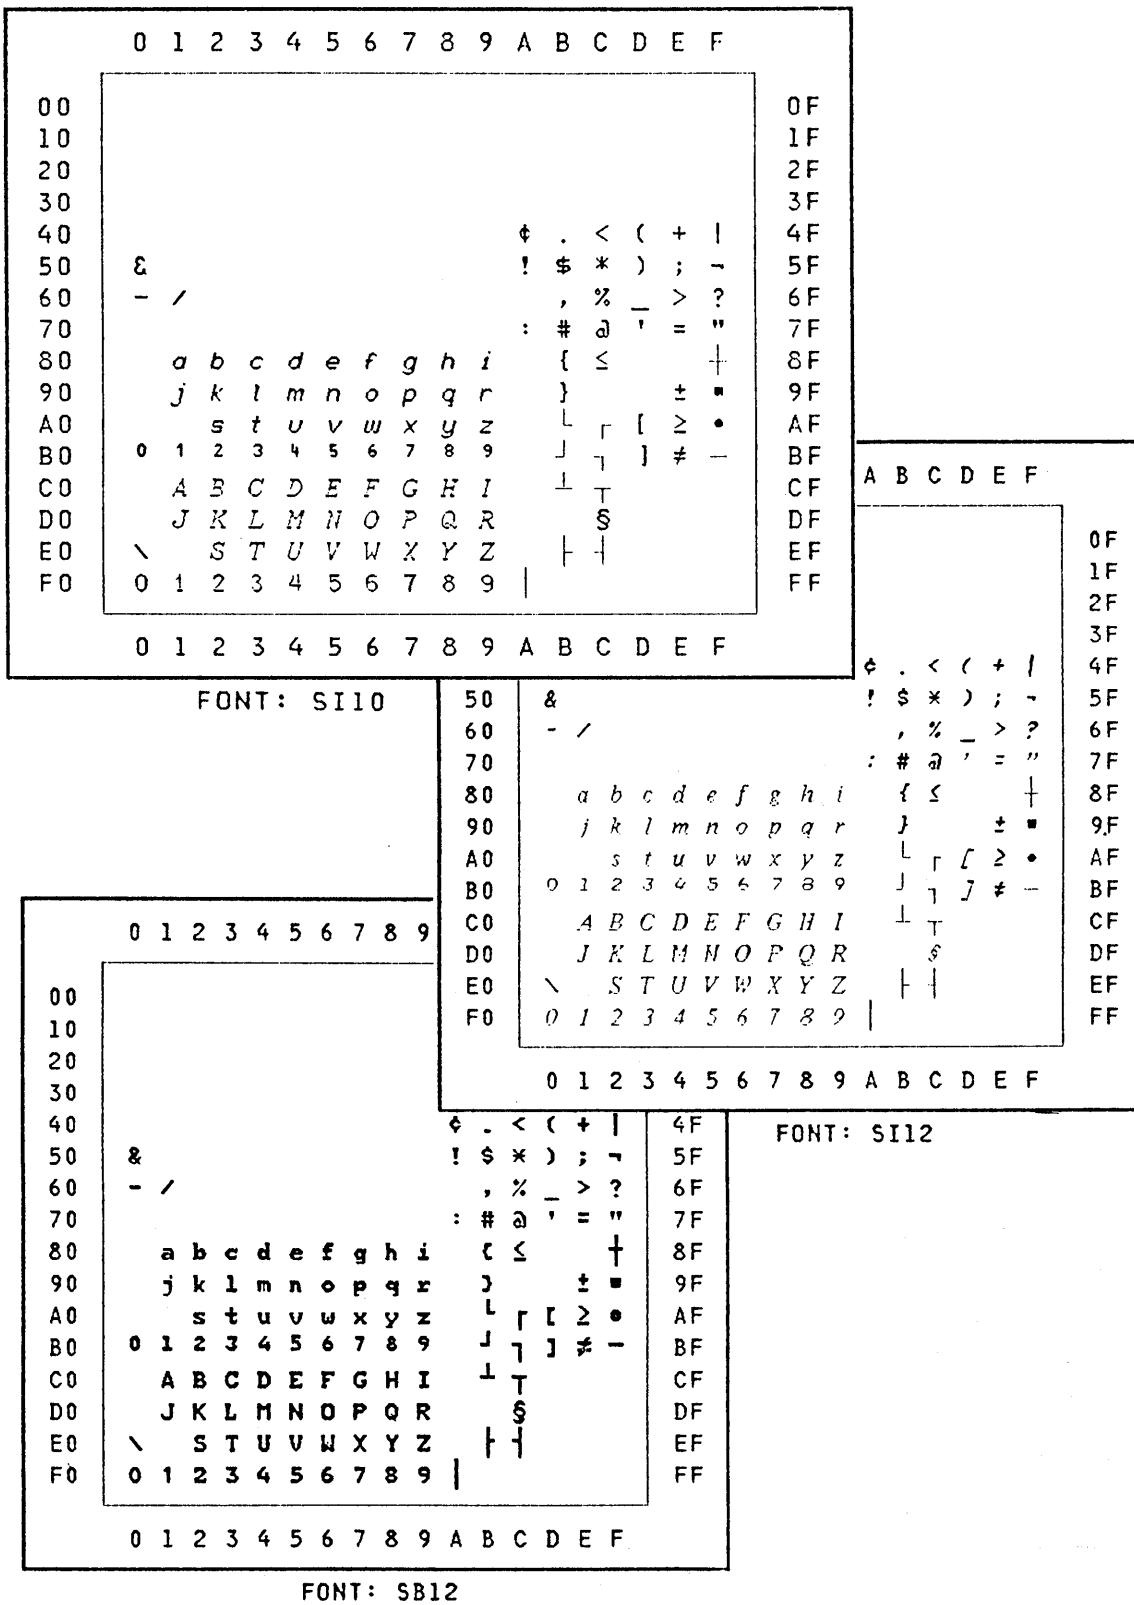 0 1 2 3 4 5 6 7 8 9 A B C D E F
00 0F
10 1F
20 2F
30 3F
40 ¢ . < ( + | 4F
50 & ! $ * ) ; ¬ 5F
60 - / , % _ > ? 6F
70 : # @ ' = " 7F
80 a b c d e f g h i { ≤ ┼ 8F
90 j k l m n o p q r } ± ▪ 9F
A0 s t u v w x y z └ ┌ [ ≥ • AF
B0 0 1 2 3 4 5 6 7 8 9 ┘ ┐ ] ≠ — BF
C0 A B C D E F G H I ┴ ┬ CF
D0 J K L M N O P Q R § DF
E0 \ S T U V W X Y Z ├ ┤ EF
F0 0 1 2 3 4 5 6 7 8 9 | FF
0 1 2 3 4 5 6 7 8 9 A B C D E F
FONT: SI10
A B C D E F
0F
1F
2F
3F
¢ . < ( + | 4F
50 & ! $ * ) ; ¬ 5F
60 - / , % _ > ? 6F
70 : # @ ' = " 7F
80 a b c d e f g h i { ≤ ┼ 8F
90 j k l m n o p q r } ± ▪ 9F
A0 s t u v w x y z └ ┌ [ ≥ • AF
B0 0 1 2 3 4 5 6 7 8 9 ┘ ┐ ] ≠ — BF
C0 A B C D E F G H I ┴ ┬ CF
D0 J K L M N O P Q R § DF
E0 \ S T U V W X Y Z ├ ┤ EF
F0 0 1 2 3 4 5 6 7 8 9 | FF
0 1 2 3 4 5 6 7 8 9 A B C D E F
FONT: SI12
0 1 2 3 4 5 6 7 8 9
00
10
20
30
40 ¢ . < ( + | 4F
50 & ! $ * ) ; ¬ 5F
60 - / , % _ > ? 6F
70 : # @ ' = " 7F
80 a b c d e f g h i { ≤ ┼ 8F
90 j k l m n o p q r } ± ▪ 9F
A0 s t u v w x y z └ ┌ [ ≥ • AF
B0 0 1 2 3 4 5 6 7 8 9 ┘ ┐ ] ≠ — BF
C0 A B C D E F G H I ┴ ┬ CF
D0 J K L M N O P Q R § DF
E0 \ S T U V W X Y Z ├ ┤ EF
F0 0 1 2 3 4 5 6 7 8 9 | FF
0 1 2 3 4 5 6 7 8 9 A B C D E F
FONT: SB12